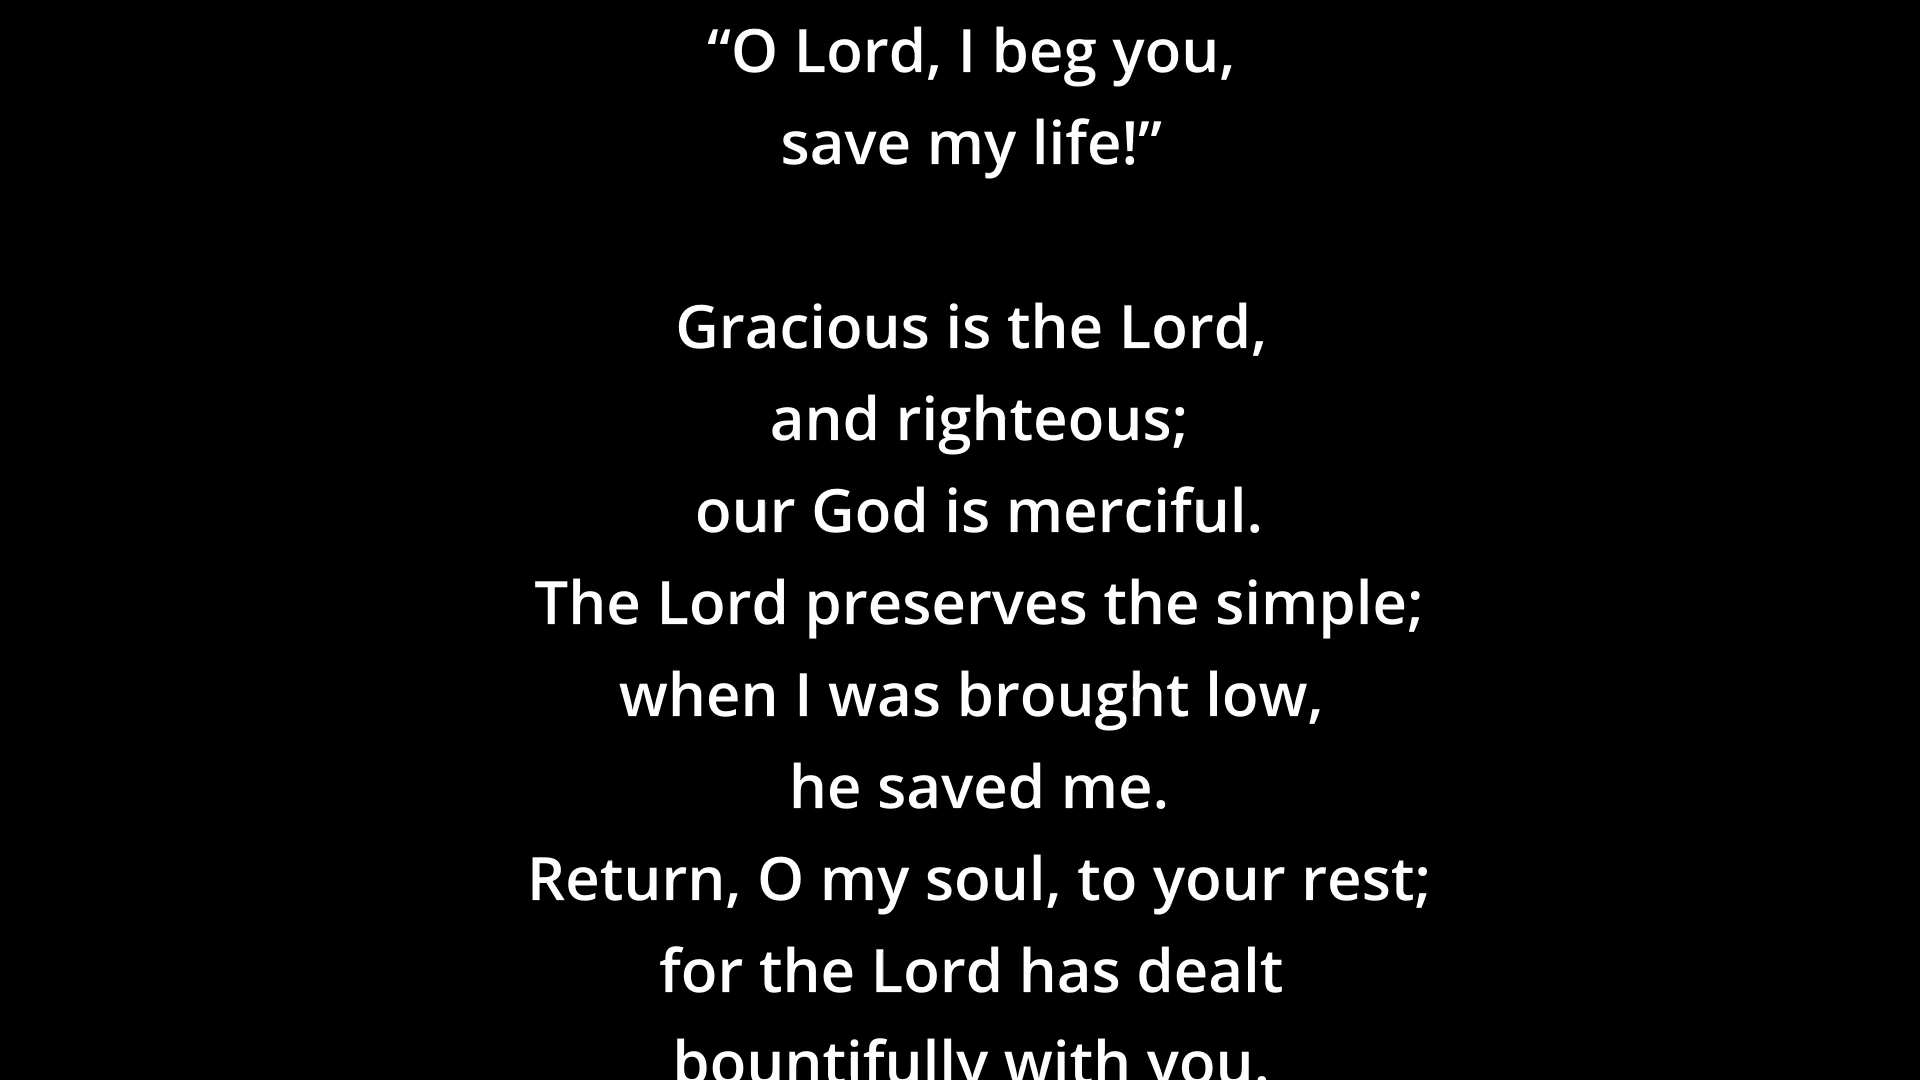 “O Lord, I beg you,
save my life!”
Gracious is the Lord,
and righteous;
our God is merciful.
The Lord preserves the simple;
when I was brought low,
he saved me.
Return, O my soul, to your rest;
for the Lord has dealt
bountifully with you.